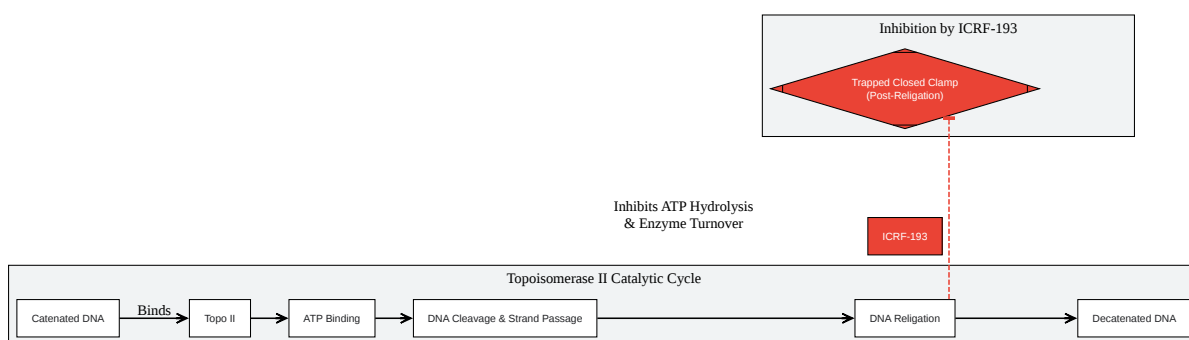 Inhibition by ICRF-193
Trapped Closed Clamp
(Post-Religation)
Inhibits ATP Hydrolysis
& Enzyme Turnover
ICRF-193
Topoisomerase II Catalytic Cycle
Catenated DNA
Binds
Topo II
ATP Binding
DNA Cleavage & Strand Passage
DNA Religation
Decatenated DNA